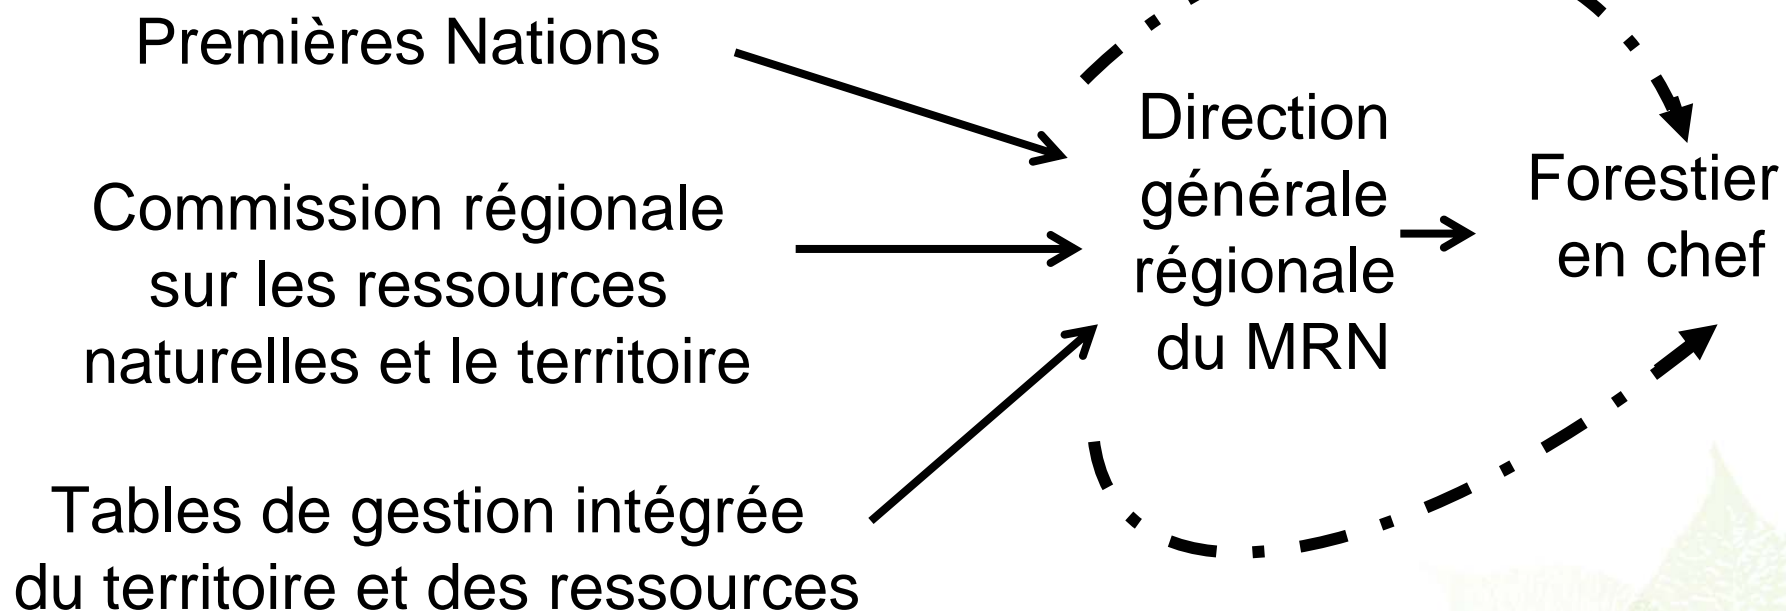 Premières Nations
Commission régionale
sur les ressources
naturelles et le territoire
Tables de gestion intégrée
du territoire et des ressources
Direction
générale
régionale
du MRN
Forestier
en chef